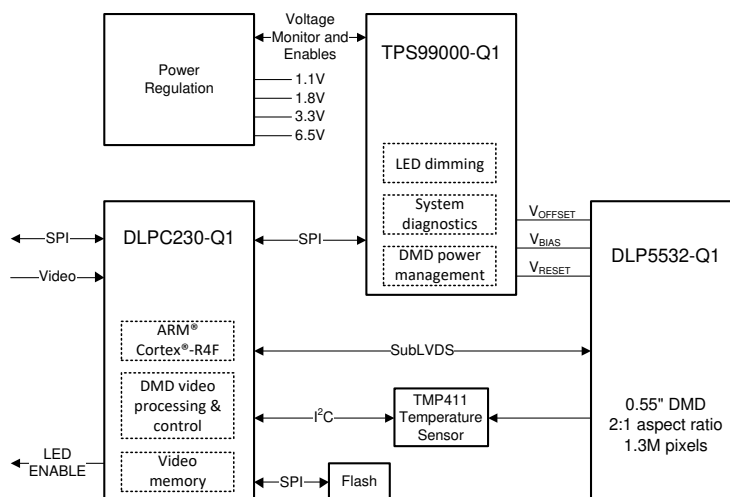 Voltage
Monitor and
Enables
TPS99000-Q1
Power
Regulation
1.1V
1.8V
3.3V
6.5V
LED dimming
System
diagnostics
DMD power
management
V_OFFSET
V_BIAS
V_RESET
DLP5532-Q1
SPI
DLPC230-Q1
SPI
Video
ARM®
Cortex®-R4F
SubLVDS
DMD video
processing &
control
I²C
TMP411
Temperature
Sensor
0.55" DMD
2:1 aspect ratio
1.3M pixels
LED
ENABLE
Video
memory
SPI
Flash